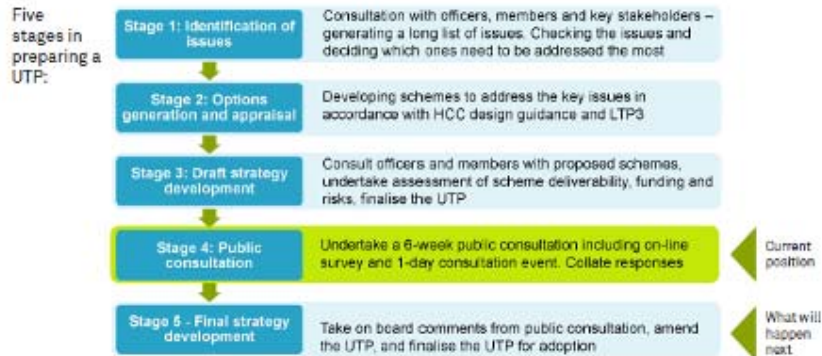 Five
stages in
preparing a
UTP:
Stage 1: Identification of
issues
Consultation with officers, members and key stakeholders –
generating a long list of issues. Checking the issues and
deciding which ones need to be addressed the most
Stage 2: Options
generation and appraisal
Developing schemes to address the key issues in
accordance with HCC design guidance and LTP3
Stage 3: Draft strategy
development
Consult officers and members with proposed schemes,
undertake assessment of scheme deliverability, funding and
risks, finalise the UTP
Stage 4: Public
consultation
Undertake a 6-week public consultation including on-line
survey and 1-day consultation event. Collate responses
Current
position
Stage 5 - Final strategy
development
Take on board comments from public consultation, amend
the UTP, and finalise the UTP for adoption
What will
happen
next